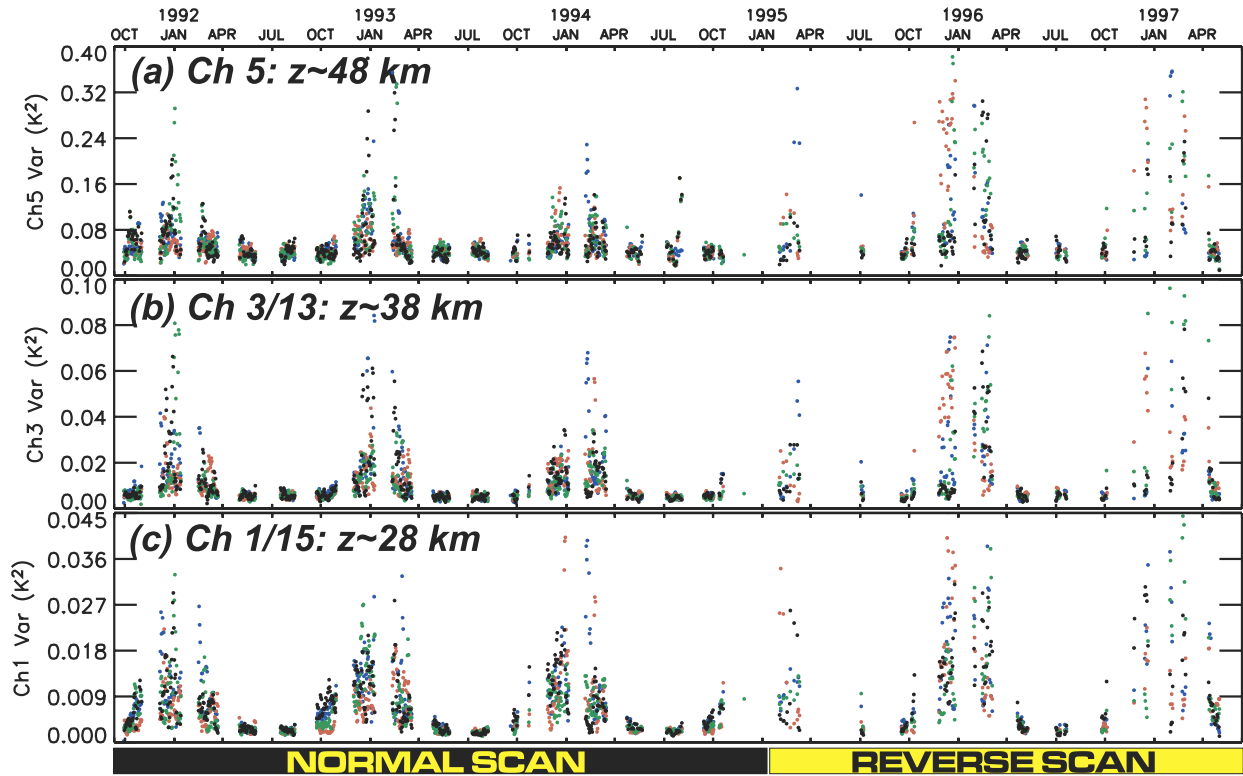 1992 1993 1994 1995 1996 1997
OCT JAN APR JUL OCT JAN APR JUL OCT JAN APR JUL OCT JAN APR JUL OCT JAN APR JUL OCT JAN APR
(a) Ch 5: z~48 km
Ch5 Var (K²)
0.40
0.32
0.24
0.16
0.08
0.00
(b) Ch 3/13: z~38 km
Ch3 Var (K²)
0.10
0.08
0.06
0.04
0.02
0.00
(c) Ch 1/15: z~28 km
Ch1 Var (K²)
0.045
0.036
0.027
0.018
0.009
0.000
NORMAL SCAN REVERSE SCAN